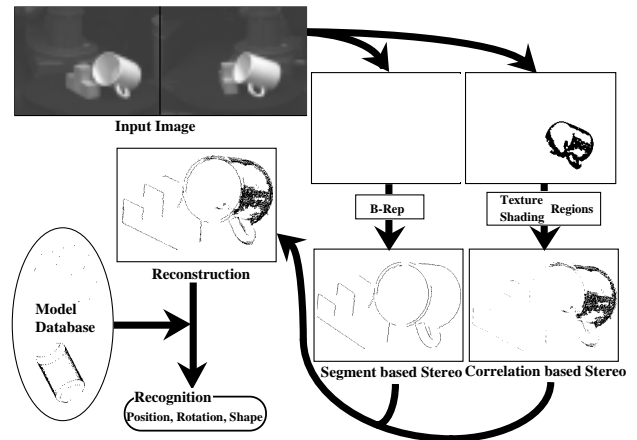 Input Image
B-Rep
Texture
Shading
Regions
Reconstruction
Model
Database
Segment based Stereo
Correlation based Stereo
Recognition
Position, Rotation, Shape